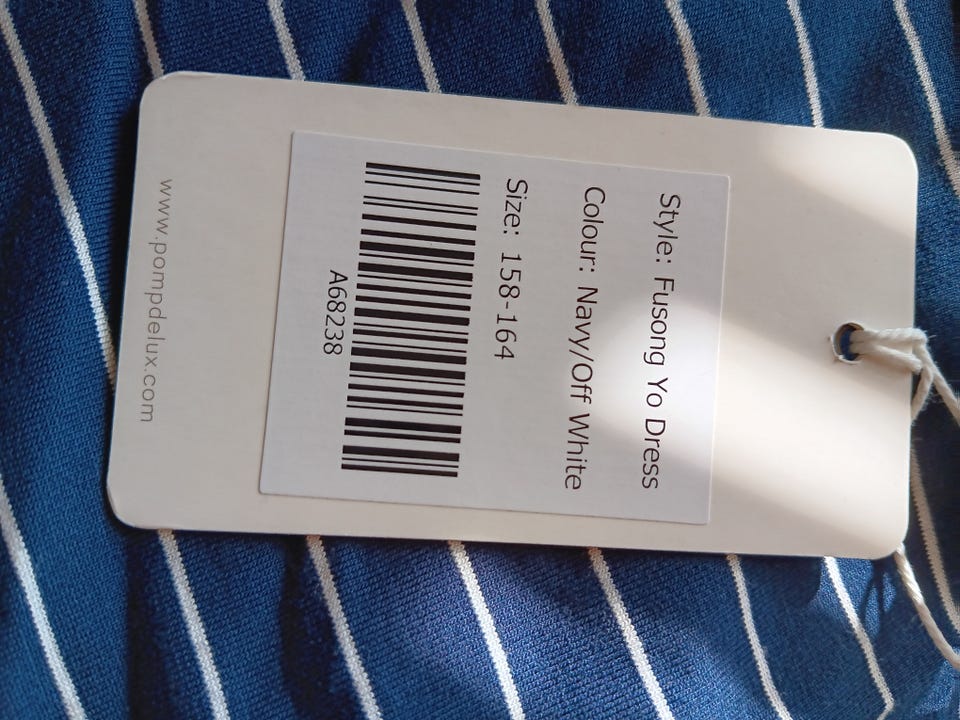 Style: Fusong Yo Dress
Colour: Navy/Off White
Size: 158-164
A68238
www.pompdelux.com